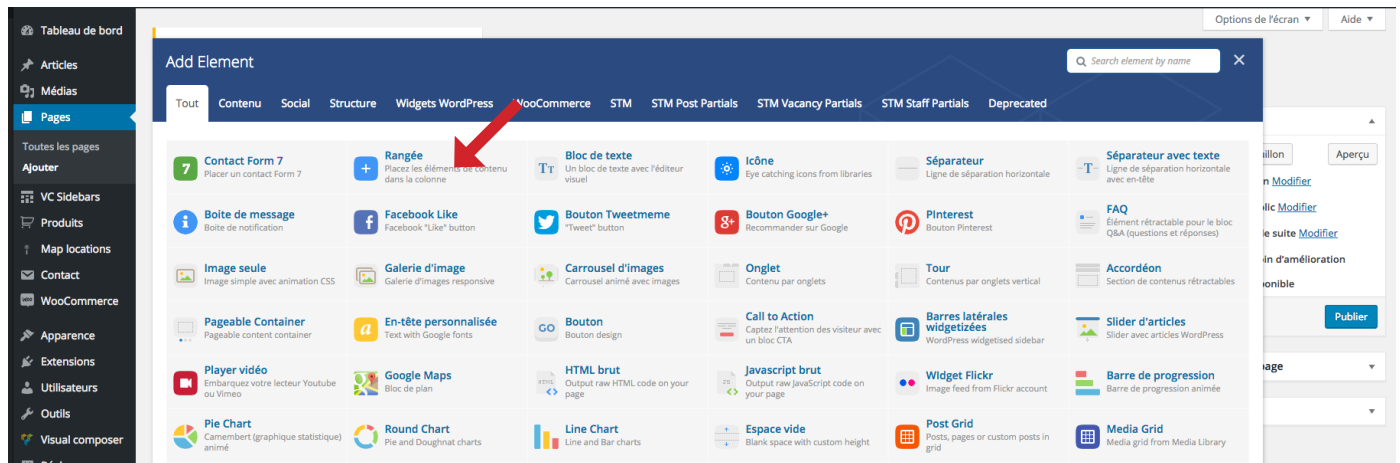 Options de l'écran ▼ Aide ▼
Tableau de bord
Articles
Médias
Pages
Toutes les pages
Ajouter
VC Sidebars
Produits
Map locations
Contact
WooCommerce
Apparence
Extensions
Utilisateurs
Outils
Visual composer
Add Element
Search element by name
Tout Contenu Social Structure Widgets WordPress WooCommerce STM STM Post Partials STM Vacancy Partials STM Staff Partials Deprecated
Contact Form 7
Placer un contact Form 7
Rangée
Placez les éléments de contenu
dans la colonne
Bloc de texte
Un bloc de texte avec l'éditeur
visuel
Icône
Eye catching icons from libraries
Séparateur
Ligne de séparation horizontale
Séparateur avec texte
Ligne de séparation horizontale
avec en-tête
Boite de message
Boite de notification
Facebook Like
Facebook "Like" button
Bouton Tweetmeme
"Tweet" button
Bouton Google+
Recommander sur Google
PInterest
Bouton Pinterest
FAQ
Élément rétractable pour le bloc
Q&A (questions et réponses)
Image seule
Image simple avec animation CSS
Galerie d'image
Galerie d'images responsive
Carrousel d'images
Carrousel animé avec images
Onglet
Contenu par onglets
Tour
Contenus par onglets vertical
Accordéon
Section de contenus rétractables
Pageable Container
Pageable content container
En-tête personnalisée
Text with Google fonts
Bouton
Bouton design
Call to Action
Captez l'attention des visiteur avec
un bloc CTA
Barres latérales
widgetizées
WordPress widgetised sidebar
Slider d'articles
Slider avec articles WordPress
Player vidéo
Embarquez votre lecteur Youtube
ou Vimeo
Google Maps
Bloc de plan
HTML brut
Output raw HTML code on your
page
Javascript brut
Output raw JavaScript code on
your page
WIdget Flickr
Image feed from Flickr account
Barre de progression
Barre de progression animée
Pie Chart
Camembert (graphique statistique)
animé
Round Chart
Pie and Doughnat charts
Line Chart
Line and Bar charts
Espace vide
Blank space with custom height
Post Grid
Posts, pages or custom posts in
grid
Media Grid
Media grid from Media Library
Aperçu
Modifier
Modifier
de suite Modifier
d'amélioration
Publier